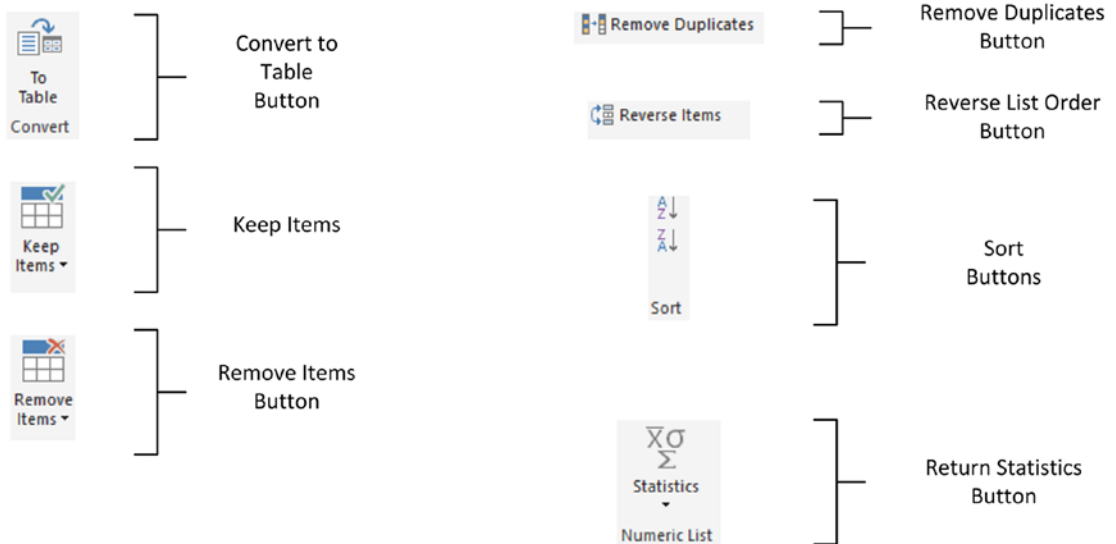 To
Table
Convert
Convert to
Table
Button
Keep
Items
Keep Items
Remove
Items
Remove Items
Button
Remove Duplicates
Remove Duplicates
Button
Reverse Items
Reverse List Order
Button
A
Z
Z
A
Sort
Sort
Buttons
X̅σ
Σ
Statistics
Numeric List
Return Statistics
Button